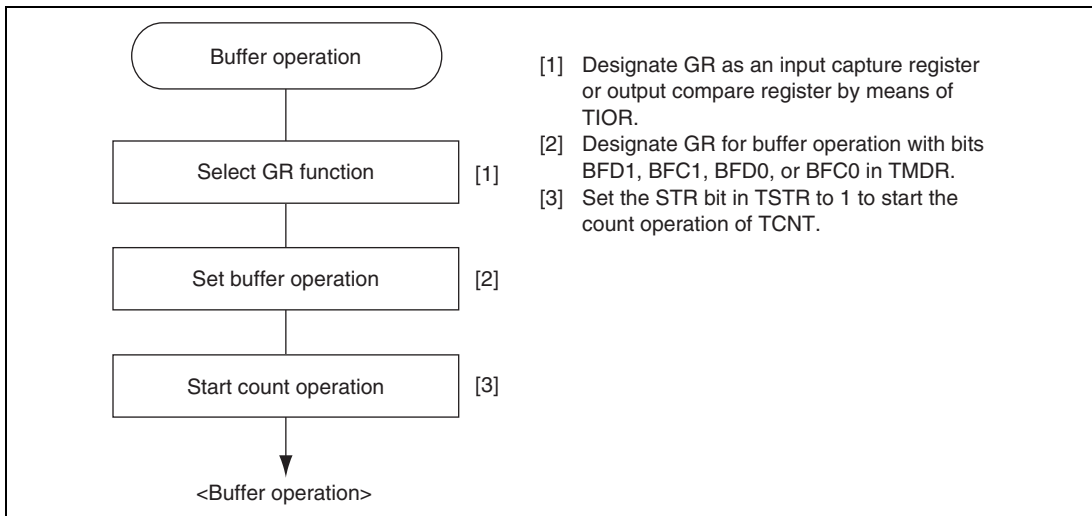 Buffer operation
Select GR function
[1]
Set buffer operation
[2]
Start count operation
[3]
<Buffer operation>
[1] Designate GR as an input capture register
or output compare register by means of
TIOR.
[2] Designate GR for buffer operation with bits
BFD1, BFC1, BFD0, or BFC0 in TMDR.
[3] Set the STR bit in TSTR to 1 to start the
count operation of TCNT.